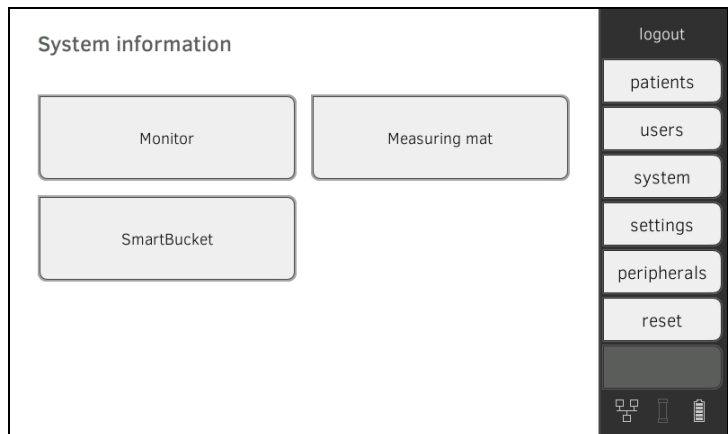 System information
Monitor
Measuring mat
SmartBucket
logout
patients
users
system
settings
peripherals
reset